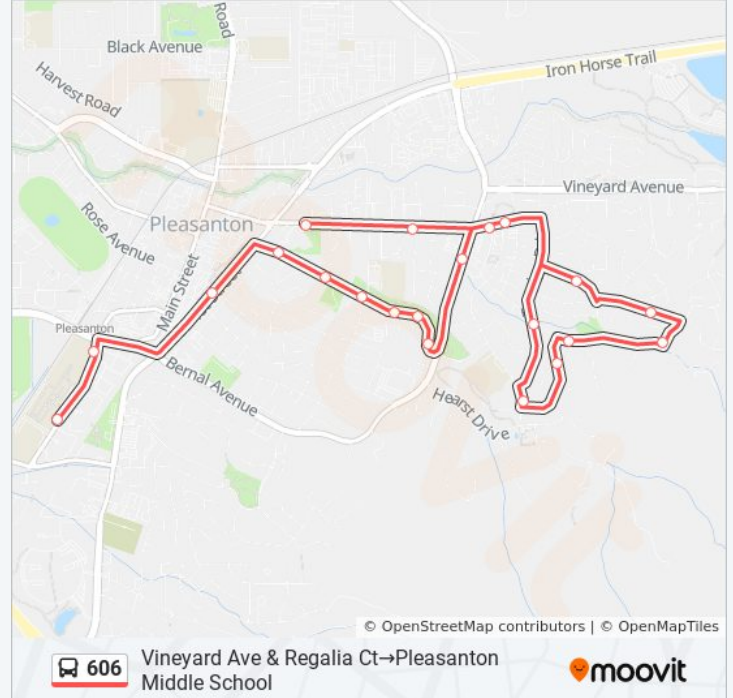 Road
Black Avenue
Iron Horse Trail
Harvest Road
Vineyard Avenue
Rose Avenue
Pleasanton
Main Street
Pleasanton
Bernal Avenue
Hearst Drive
© OpenStreetMap contributors | © OpenMapTiles
606
Vineyard Ave & Regalia Ct→Pleasanton
Middle School
moovit